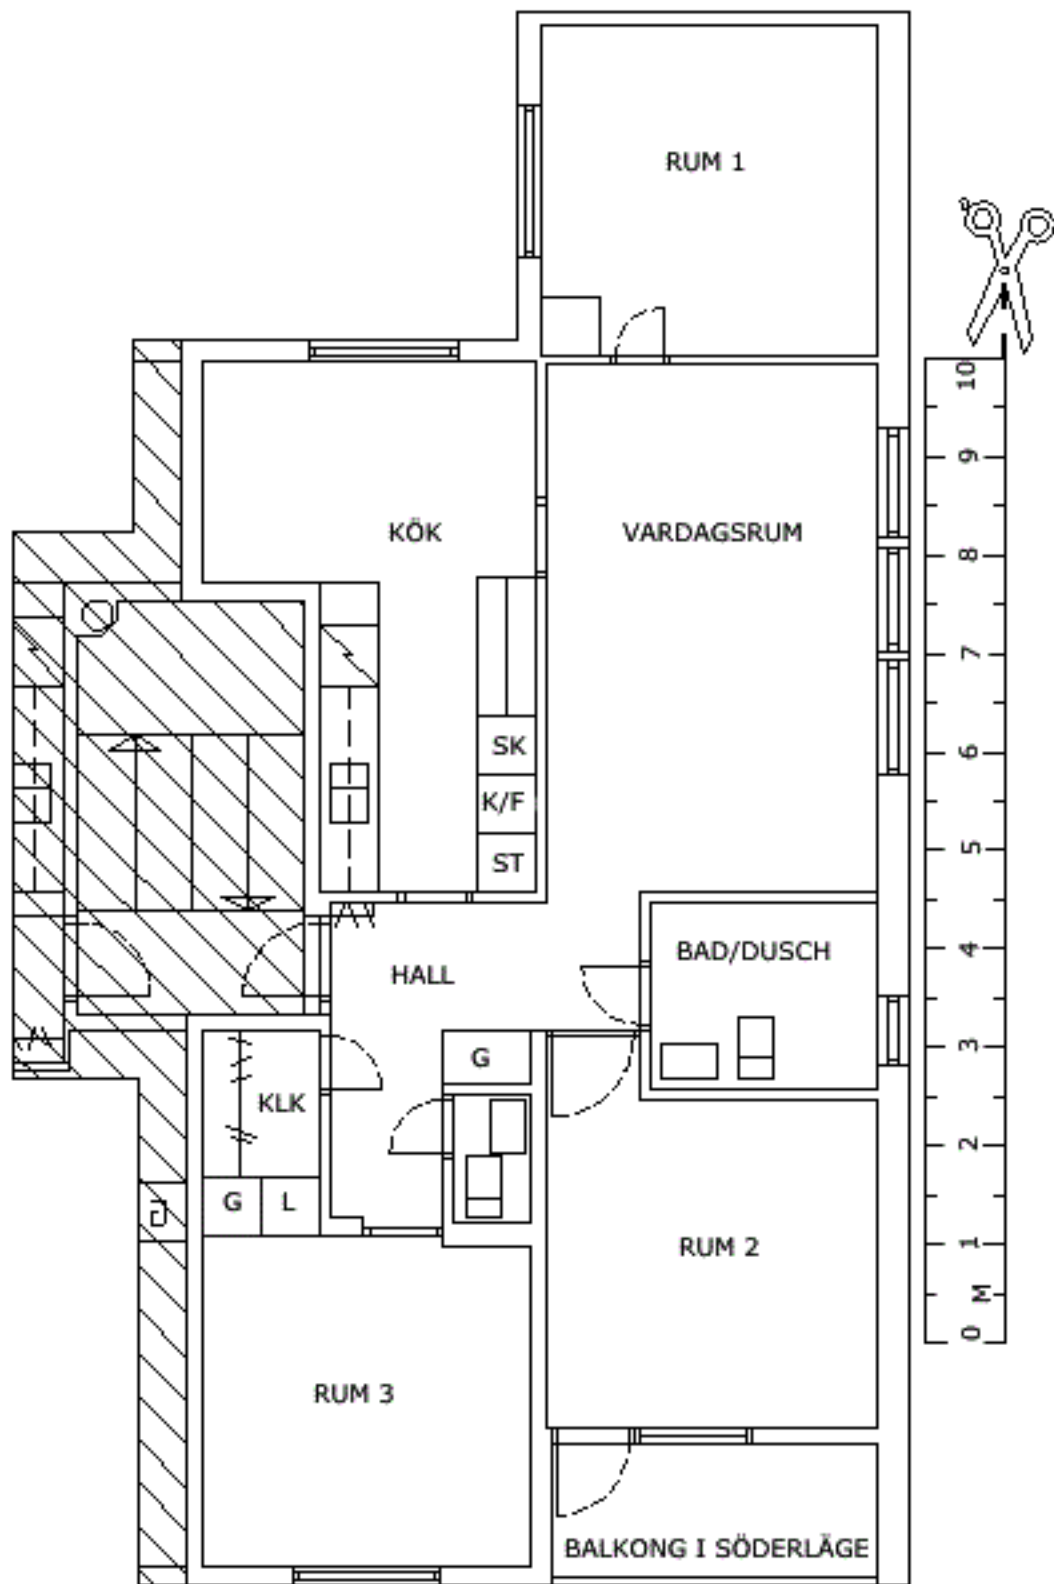 RUM 1
KÖK
VARDAGSRUM
SK
K/F
ST
HALL
BAD/DUSCH
G
KLK
G L
RUM 2
RUM 3
BALKONG I SÖDERLÄGE
10
9
8
7
6
5
4
3
2
1
M
0